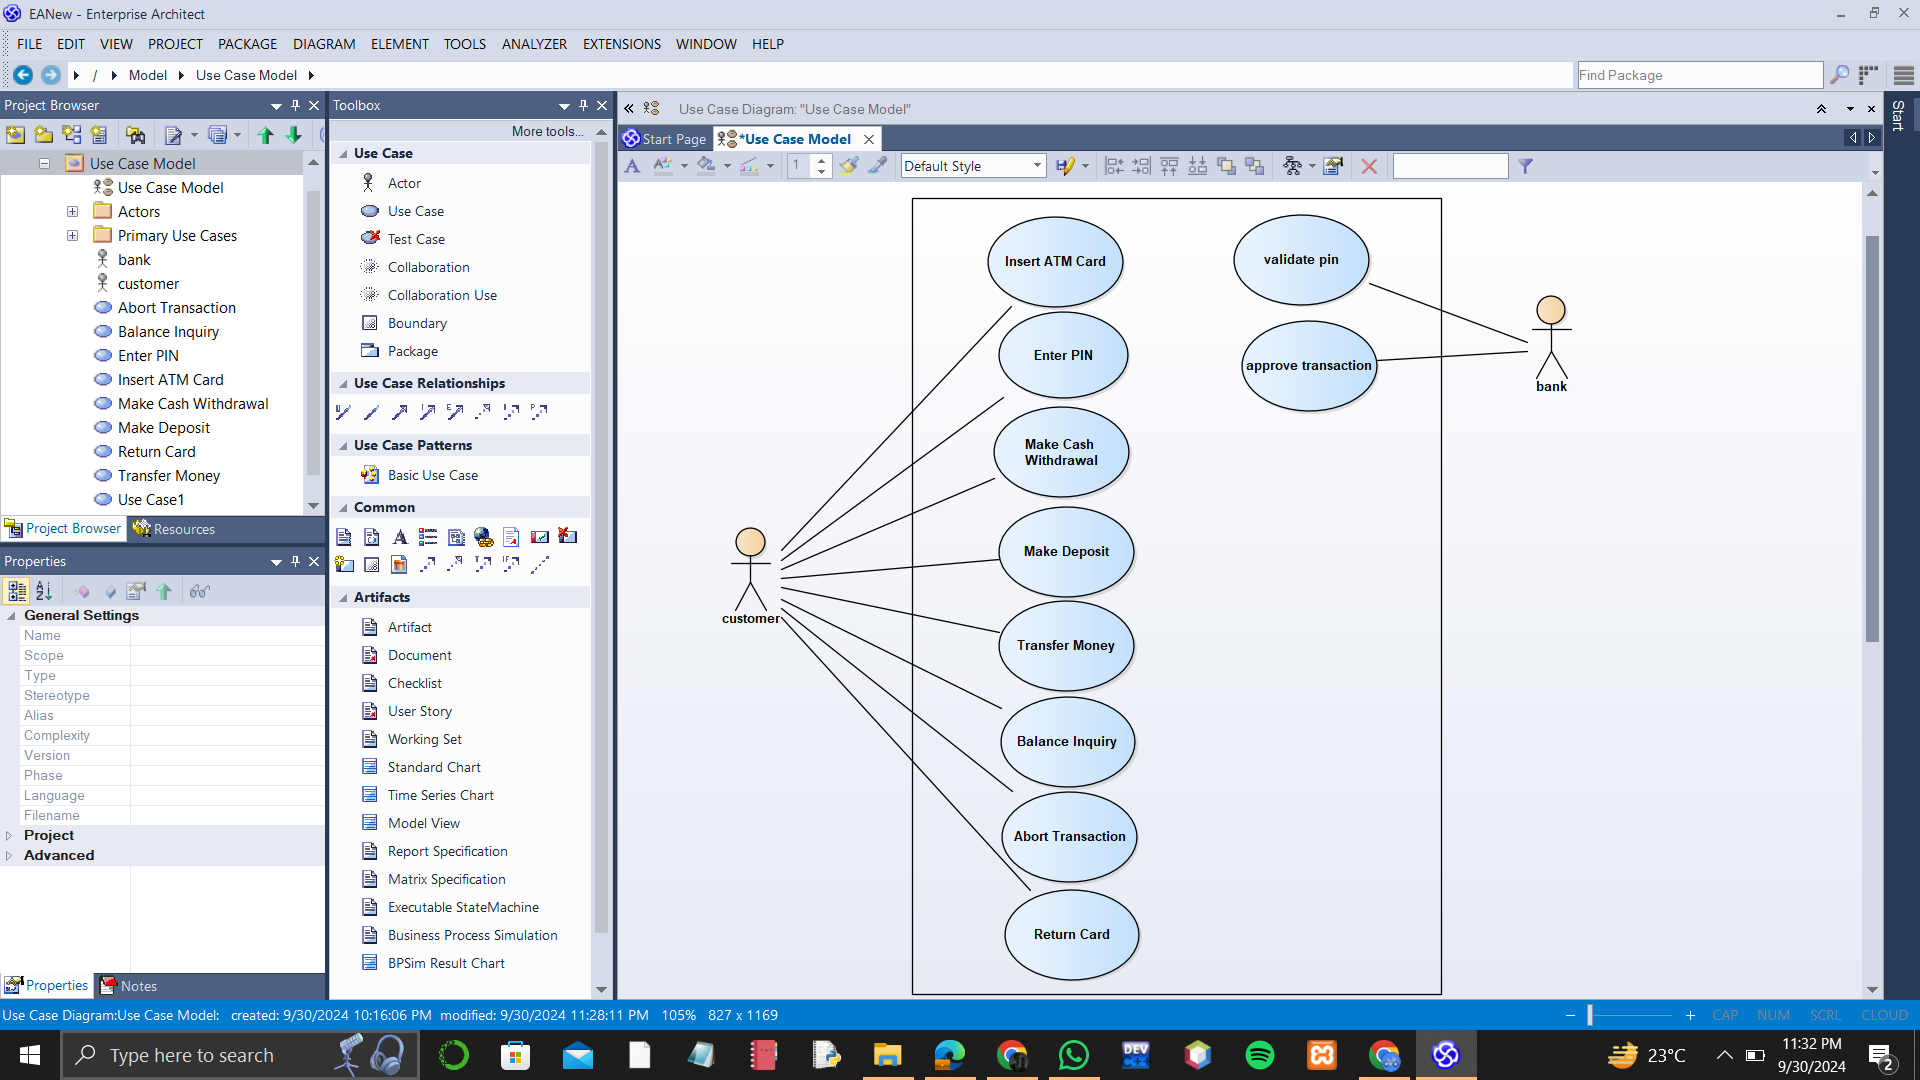 EANew - Enterprise Architect
FILE EDIT VIEW PROJECT PACKAGE DIAGRAM ELEMENT TOOLS ANALYZER EXTENSIONS WINDOW HELP
/ Model Use Case Model
Find Package
Project Browser
Use Case Model
Use Case Model
Actors
Primary Use Cases
bank
customer
Abort Transaction
Balance Inquiry
Enter PIN
Insert ATM Card
Make Cash Withdrawal
Make Deposit
Return Card
Transfer Money
Use Case1
Project Browser Resources
Properties
General Settings
Name
Scope
Type
Stereotype
Alias
Complexity
Version
Phase
Language
Filename
Project
Advanced
Properties Notes
Toolbox
More tools...
Use Case
Actor
Use Case
Test Case
Collaboration
Collaboration Use
Boundary
Package
Use Case Relationships
Use Case Patterns
Basic Use Case
Common
Artifacts
Artifact
Document
Checklist
User Story
Working Set
Standard Chart
Time Series Chart
Model View
Report Specification
Matrix Specification
Executable StateMachine
Business Process Simulation
BPSim Result Chart
Use Case Diagram: "Use Case Model"
Start Page *Use Case Model
1 Default Style
Start
Insert ATM Card
validate pin
Enter PIN
approve transaction
bank
Make Cash
Withdrawal
Make Deposit
customer
Transfer Money
Balance Inquiry
Abort Transaction
Return Card
Use Case Diagram:Use Case Model: created: 9/30/2024 10:16:06 PM modified: 9/30/2024 11:28:11 PM 105% 827 x 1169
CAP NUM SCRL CLOUD
Type here to search
DEV
23°C
11:32 PM
9/30/2024
2